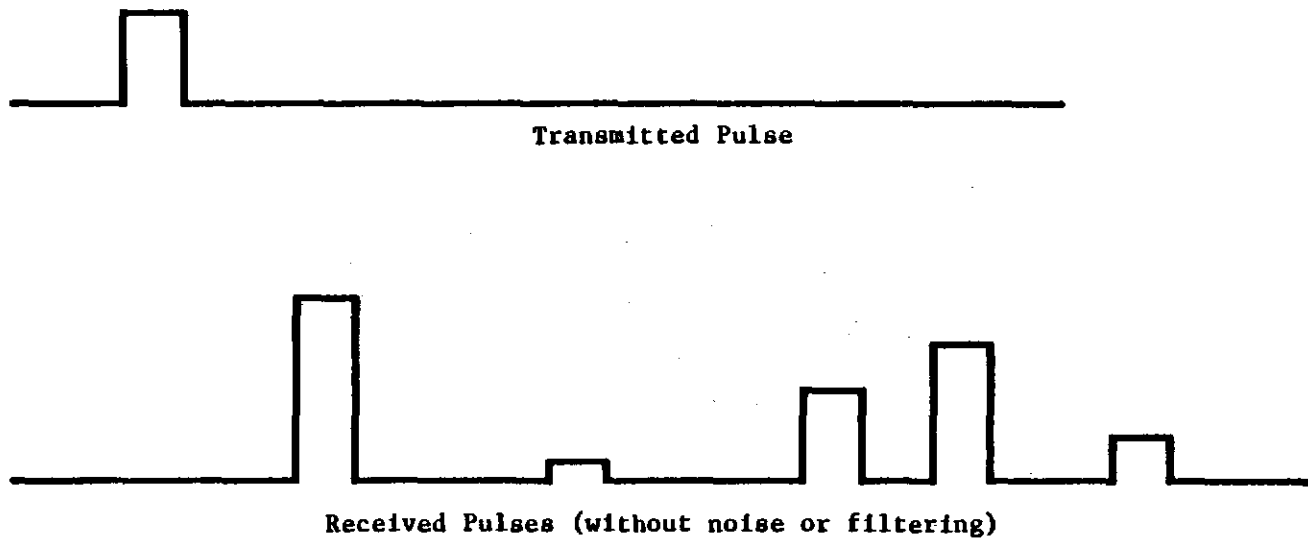 Transmitted Pulse
Received Pulses (without noise or filtering)